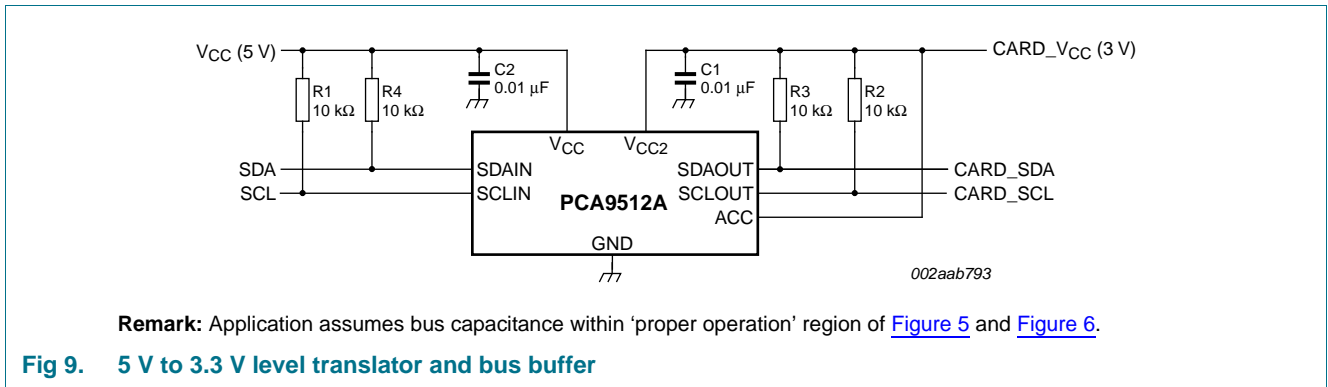 VCC (5 V)
CARD_VCC (3 V)
R1
10 kΩ
R4
10 kΩ
C2
0.01 μF
C1
0.01 μF
R3
10 kΩ
R2
10 kΩ
VCC
VCC2
SDA
SDAIN
SDAOUT
CARD_SDA
SCL
SCLIN
SCLOUT
CARD_SCL
PCA9512A
ACC
GND
002aab793
Remark: Application assumes bus capacitance within ‘proper operation’ region of Figure 5 and Figure 6.
Fig 9. 5 V to 3.3 V level translator and bus buffer